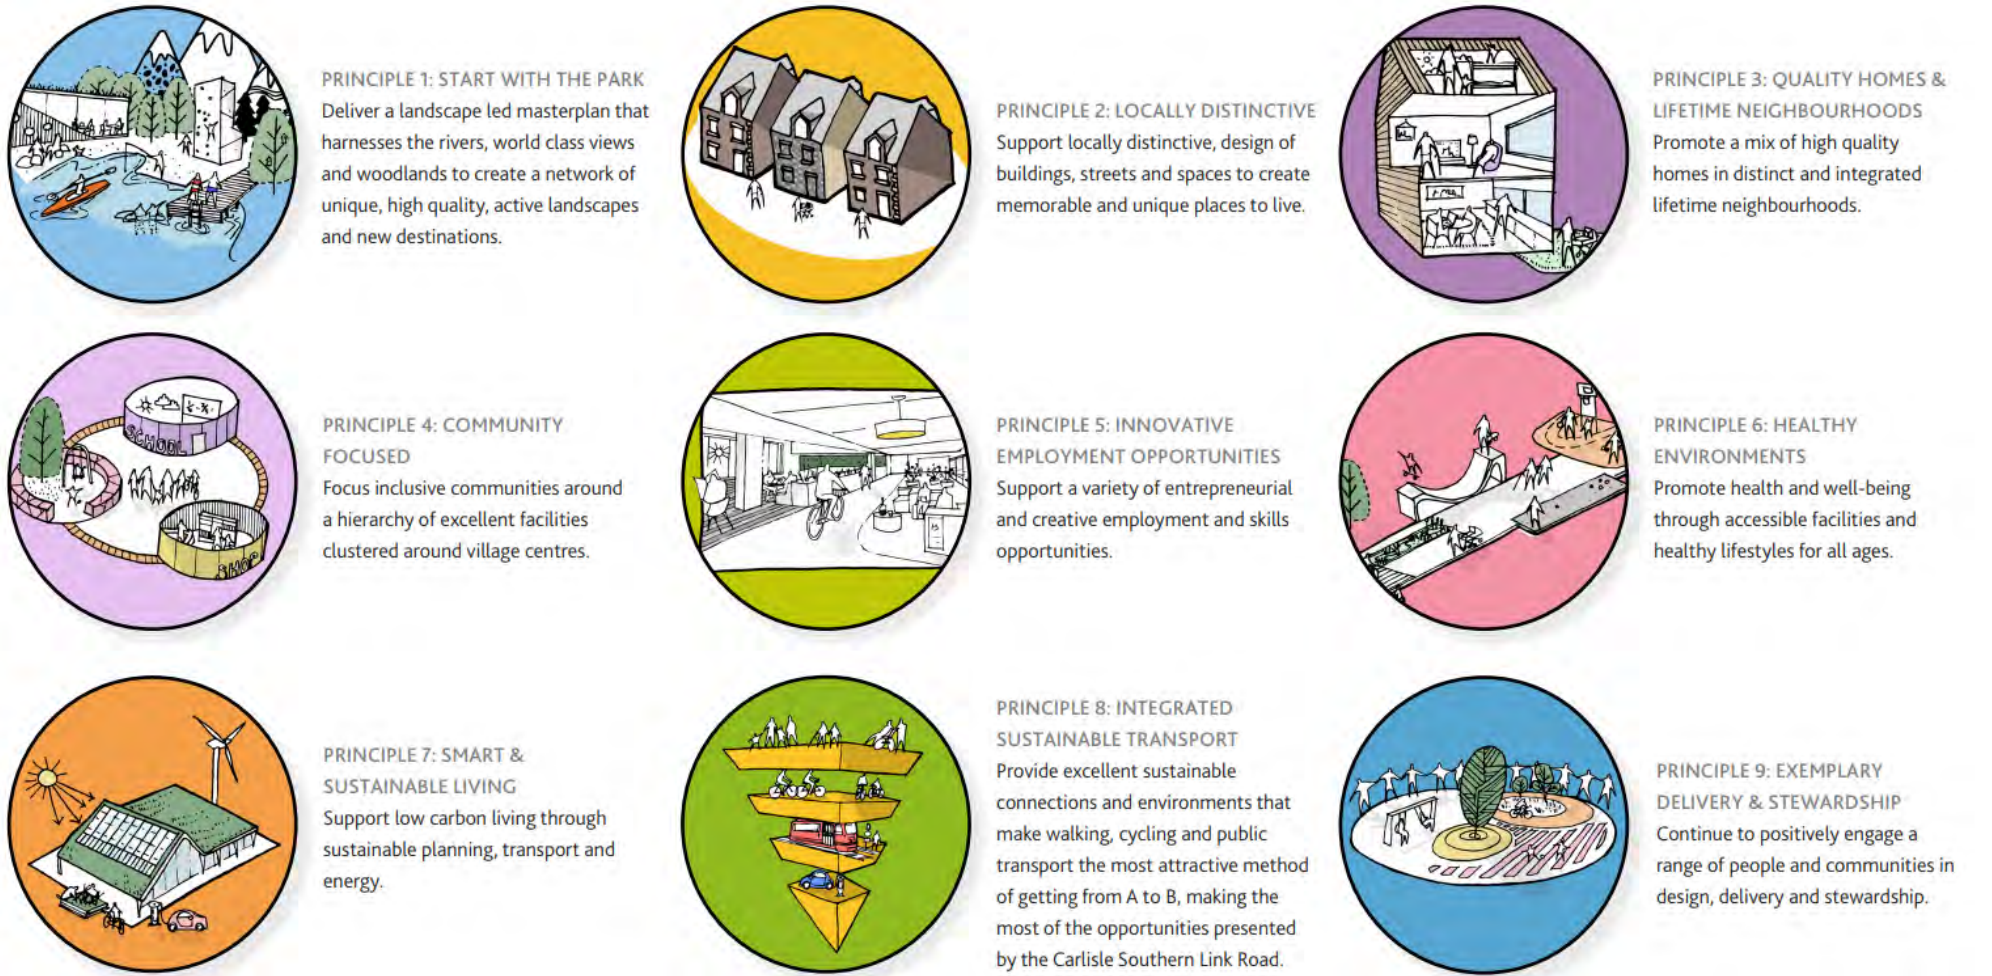 PRINCIPLE 1: START WITH THE PARK
Deliver a landscape led masterplan that
harnesses the rivers, world class views
and woodlands to create a network of
unique, high quality, active landscapes
and new destinations.
PRINCIPLE 2: LOCALLY DISTINCTIVE
Support locally distinctive, design of
buildings, streets and spaces to create
memorable and unique places to live.
PRINCIPLE 3: QUALITY HOMES &
LIFETIME NEIGHBOURHOODS
Promote a mix of high quality
homes in distinct and integrated
lifetime neighbourhoods.
SCHOOL
SHOP
PRINCIPLE 4: COMMUNITY
FOCUSED
Focus inclusive communities around
a hierarchy of excellent facilities
clustered around village centres.
PRINCIPLE 5: INNOVATIVE
EMPLOYMENT OPPORTUNITIES
Support a variety of entrepreneurial
and creative employment and skills
opportunities.
PRINCIPLE 6: HEALTHY
ENVIRONMENTS
Promote health and well-being
through accessible facilities and
healthy lifestyles for all ages.
PRINCIPLE 7: SMART &
SUSTAINABLE LIVING
Support low carbon living through
sustainable planning, transport and
energy.
PRINCIPLE 8: INTEGRATED
SUSTAINABLE TRANSPORT
Provide excellent sustainable
connections and environments that
make walking, cycling and public
transport the most attractive method
of getting from A to B, making the
most of the opportunities presented
by the Carlisle Southern Link Road.
PRINCIPLE 9: EXEMPLARY
DELIVERY & STEWARDSHIP
Continue to positively engage a
range of people and communities in
design, delivery and stewardship.